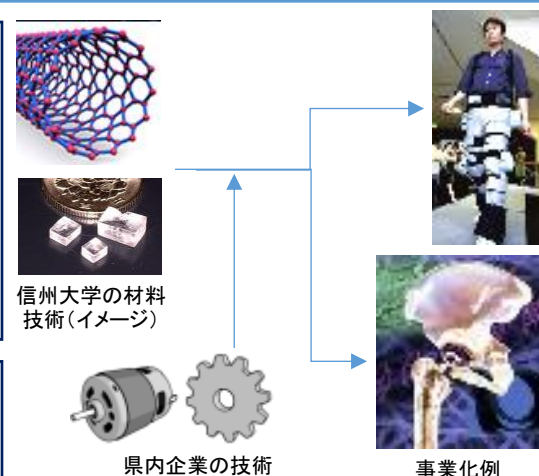 信州大学の材料
技術（イメージ）
県内企業の技術
事業化例